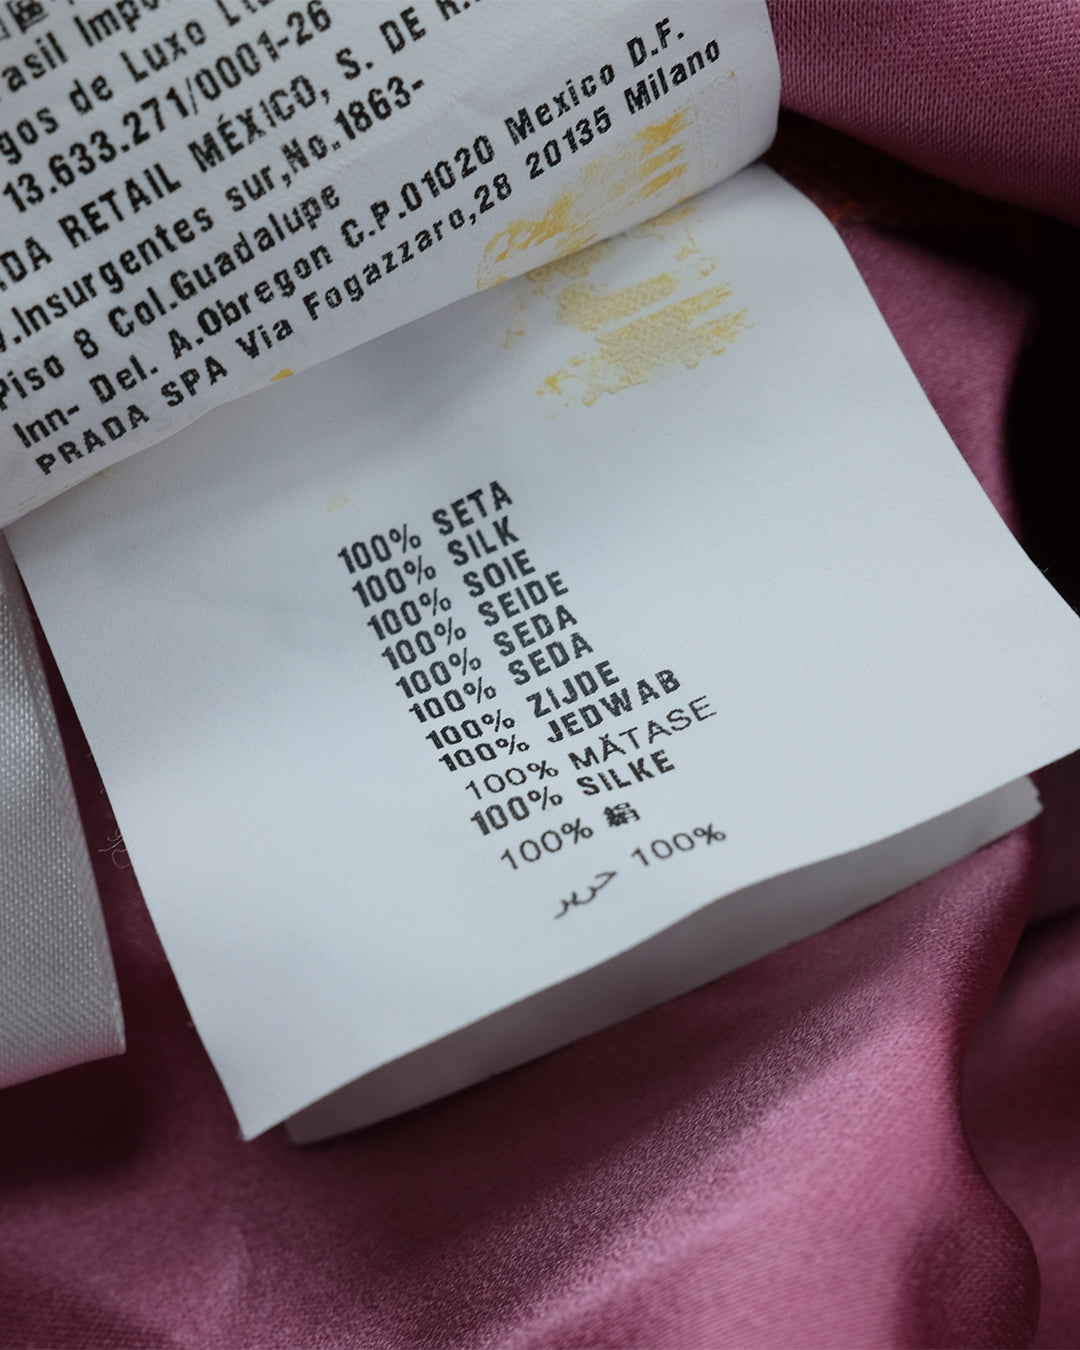 asil Impo
gos de Luxo Lt
13.633.271/0001-26
DA RETAIL MÉXICO, S. DE R.
.Insurgentes sur,No.1863-
Piso 8 Col.Guadalupe
Inn- Del. A.Obregon C.P.01020 Mexico D.F.
PRADA SPA Via Fogazzaro,28 20135 Milano
100% SETA
100% SILK
100% SOIE
100% SEIDE
100% SEDA
100% SEDA
100% ZIJDE
100% JEDWAB
100% MĂTASE
100% SILKE
100% 絹
100% حرير